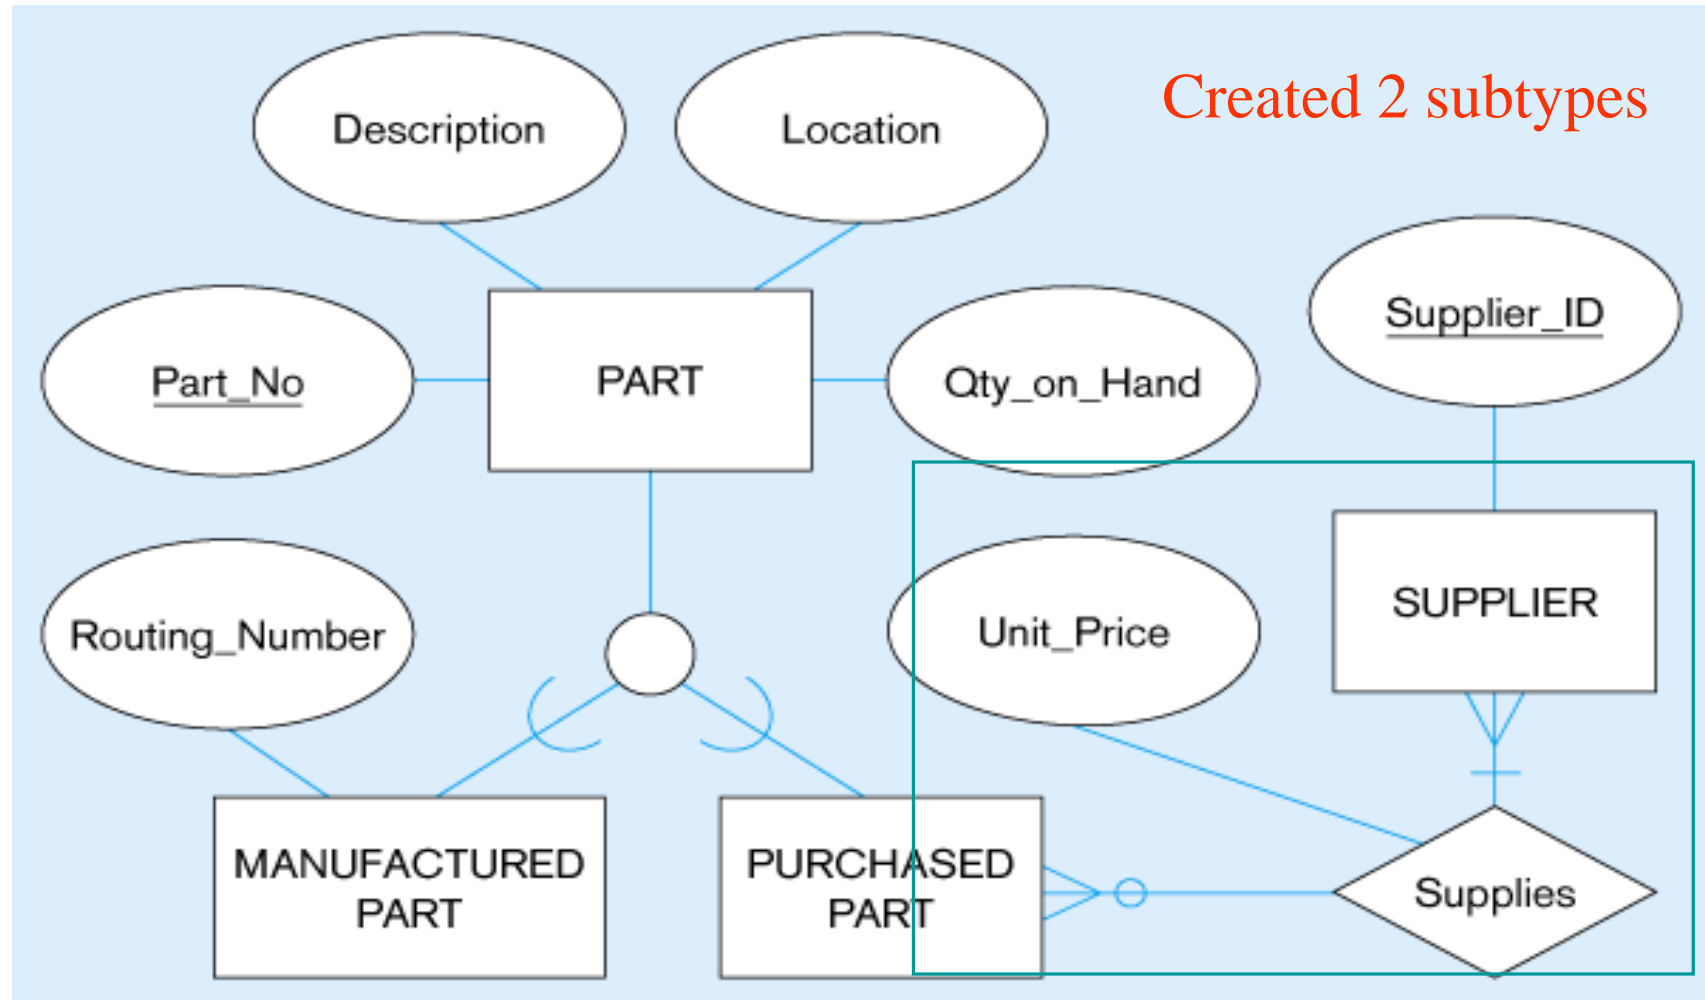 Created 2 subtypes
Description
Location
Part_No
PART
Qty_on_Hand
Supplier_ID
Routing_Number
Unit_Price
SUPPLIER
MANUFACTURED
PART
PURCHASED
PART
Supplies